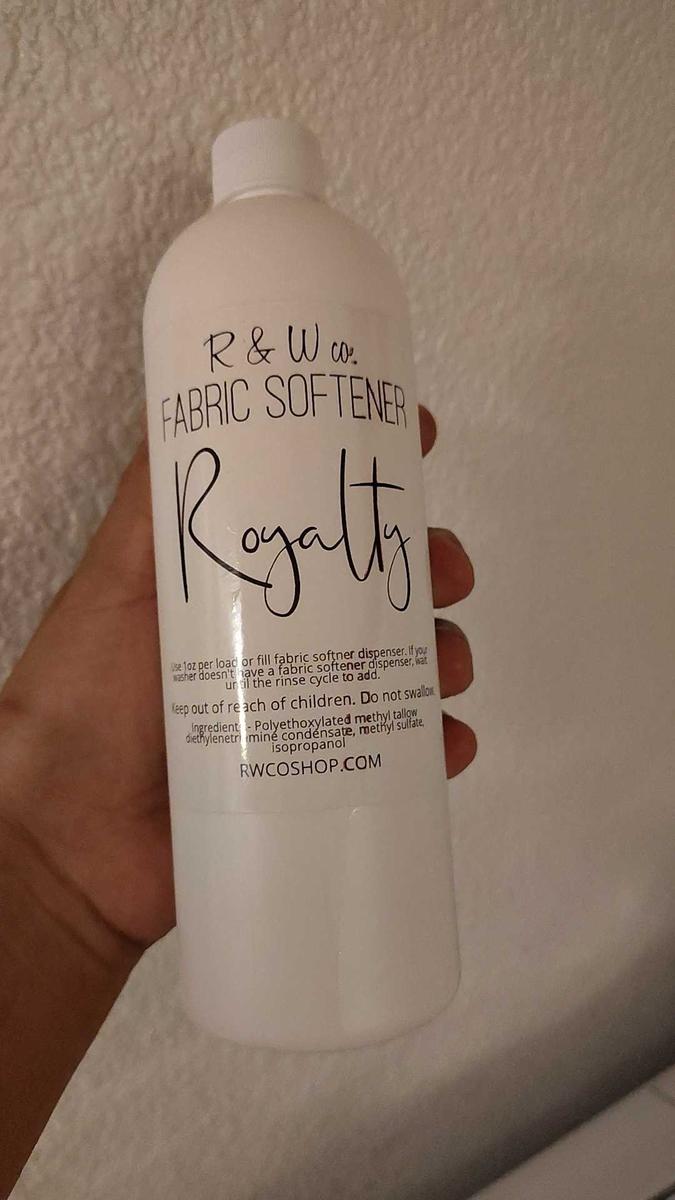 R & W co.
FABRIC SOFTENER
Royalty
Use 1oz per load or fill fabric softner dispenser. If your
washer doesn't have a fabric softener dispenser, wait
until the rinse cycle to add.
Keep out of reach of children. Do not swallow.
Ingredients - Polyethoxylated methyl tallow
diethylenetriamine condensate, methyl sulfate,
isopropanol
RWCOSHOP.COM